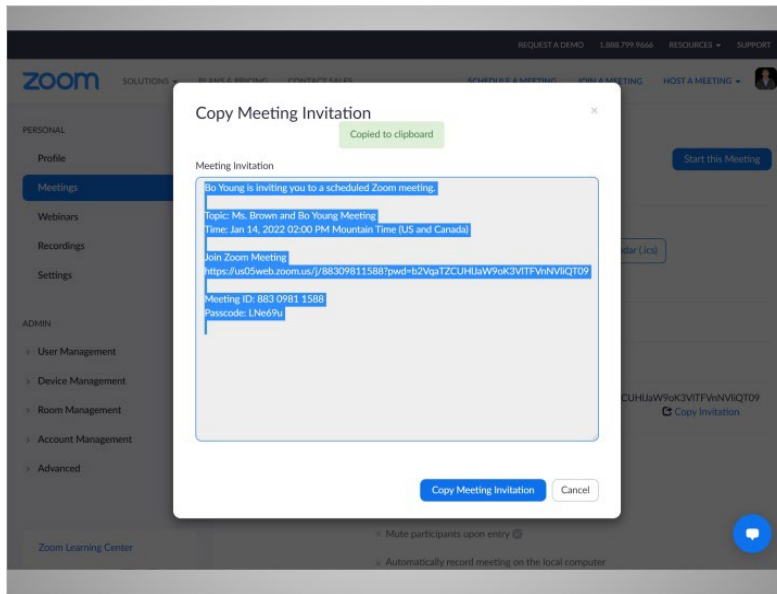 REQUEST A DEMO 1.888.799.9666 RESOURCES SUPPORT
zoom SOLUTIONS PLANS & PRICING CONTACT SALES SCHEDULE A MEETING JOIN A MEETING HOST A MEETING
PERSONAL
Profile
Meetings
Webinars
Recordings
Settings
ADMIN
User Management
Device Management
Room Management
Account Management
Advanced
Zoom Learning Center
Start this Meeting
Copy Meeting Invitation
×
Copied to clipboard
Meeting Invitation
Bo Young is inviting you to a scheduled Zoom meeting.
Topic: Ms. Brown and Bo Young Meeting
Time: Jan 14, 2022 02:00 PM Mountain Time (US and Canada)
Join Zoom Meeting
https://us05web.zoom.us/j/88309811588?pwd=b2VqaTZCUHlJaW9oK3VlTFVnNVliQT09
Meeting ID: 883 0981 1588
Passcode: LNe69u
Copy Meeting Invitation Cancel
(.ics)
CUHlJaW9oK3VlTFVnNVliQT09
Copy Invitation
Mute participants upon entry
Automatically record meeting on the local computer